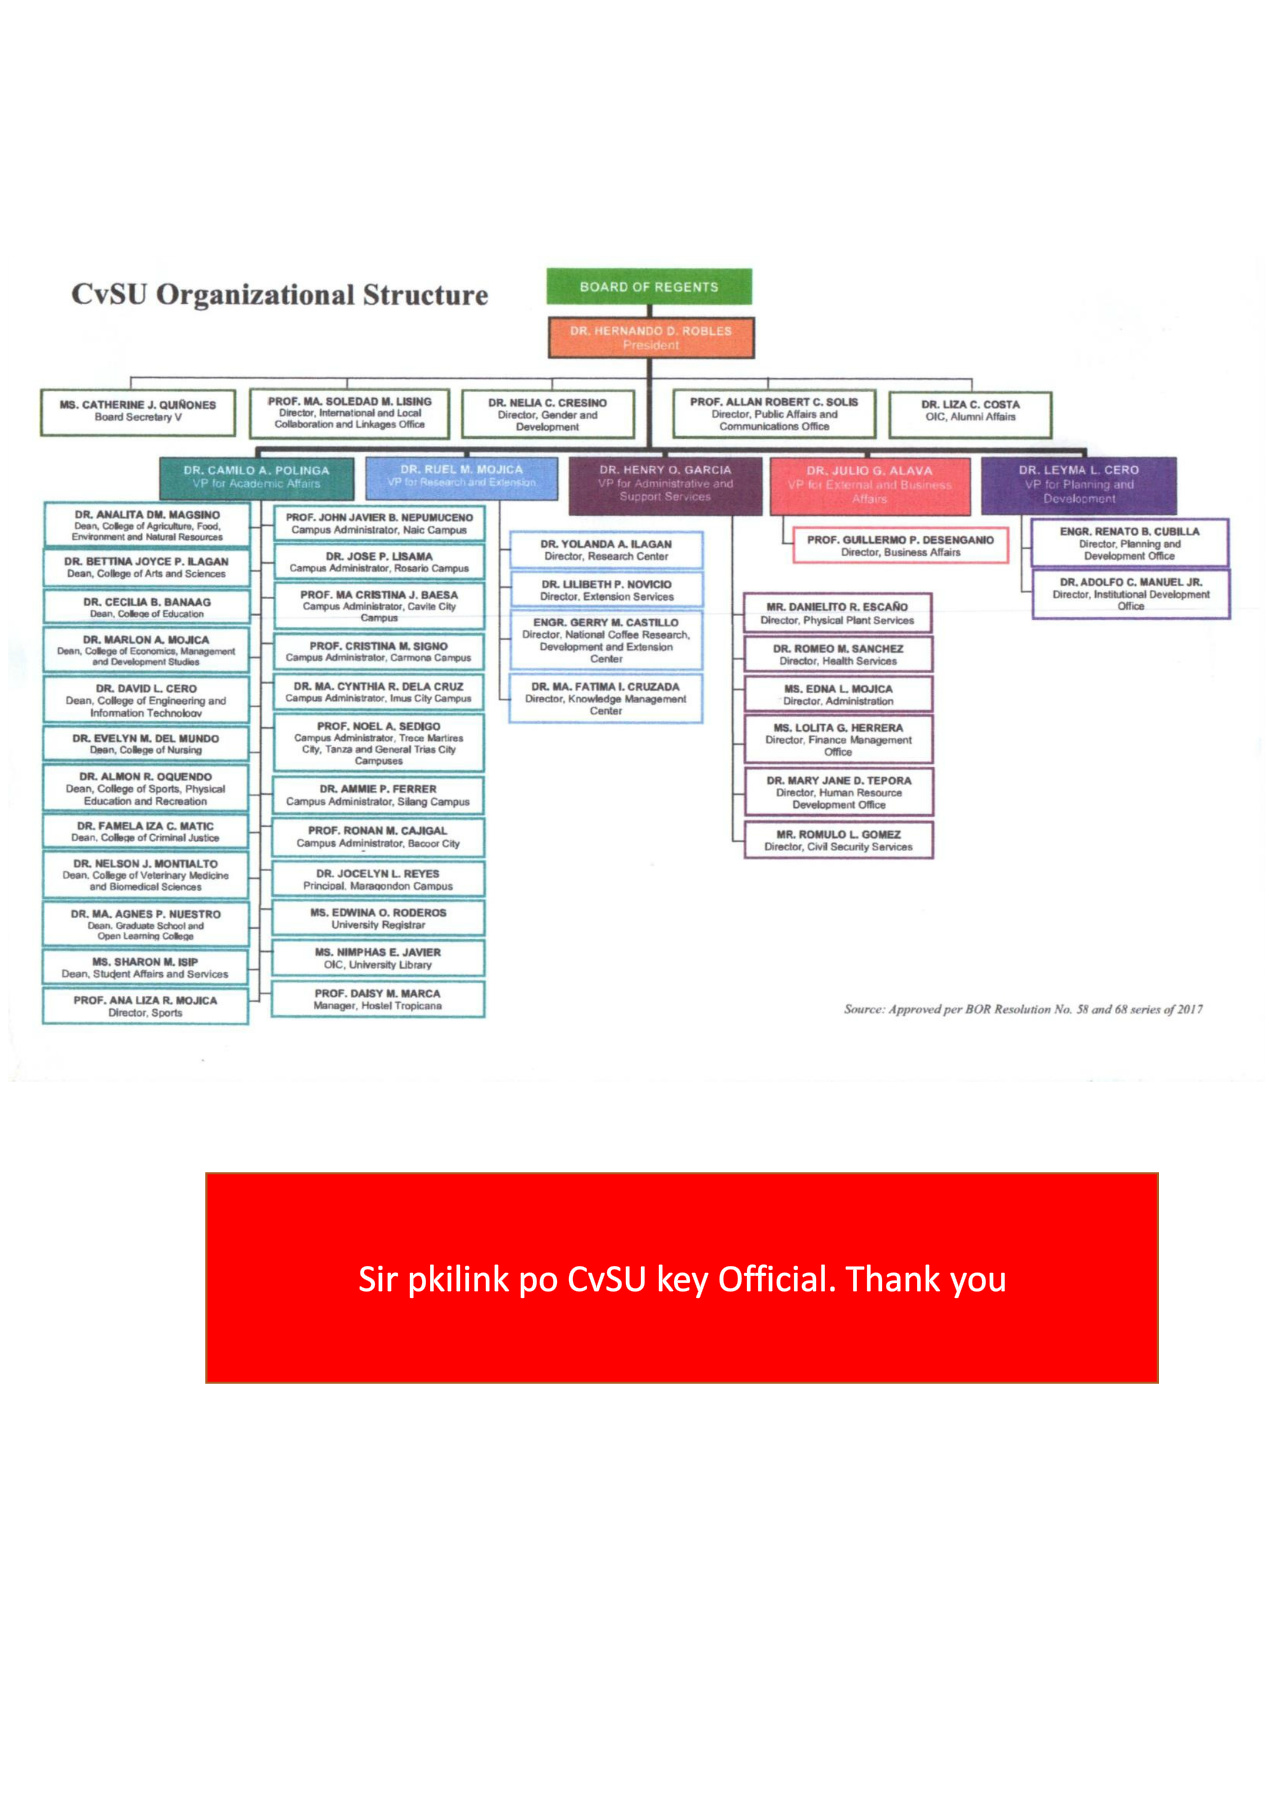 CvSU Organizational Structure
BOARD OF REGENTS
DR. HERNANDO D. ROBLES
President
MS. CATHERINE J. QUIÑONES
Board Secretary V
PROF. MA. SOLEDAD M. LISING
Director, International and Local
Collaboration and Linkages Office
DR. NELIA C. CRESINO
Director, Gender and
Development
PROF. ALLAN ROBERT C. SOLIS
Director, Public Affairs and
Communications Office
DR. LIZA C. COSTA
OIC, Alumni Affairs
DR. CAMILO A. POLINGA
VP for Academic Affairs
DR. RUEL M. MOJICA
VP for Research and Extension
DR. HENRY O. GARCIA
VP for Administrative and
Support Services
DR. JULIO G. ALAVA
VP for External and Business
Affairs
DR. LEYMA L. CERO
VP for Planning and
Development
DR. ANALITA DM. MAGSINO
Dean, College of Agriculture, Food,
Environment and Natural Resources
DR. BETTINA JOYCE P. ILAGAN
Dean, College of Arts and Sciences
DR. CECILIA B. BANAAG
Dean, College of Education
DR. MARLON A. MOJICA
Dean, College of Economics, Management
and Development Studies
DR. DAVID L. CERO
Dean, College of Engineering and
Information Technology
DR. EVELYN M. DEL MUNDO
Dean, College of Nursing
DR. ALMON R. OQUENDO
Dean, College of Sports, Physical
Education and Recreation
DR. FAMELA IZA C. MATIC
Dean, College of Criminal Justice
DR. NELSON J. MONTIALTO
Dean, College of Veterinary Medicine
and Biomedical Sciences
DR. MA. AGNES P. NUESTRO
Dean, Graduate School and
Open Learning College
MS. SHARON M. ISIP
Dean, Student Affairs and Services
PROF. ANA LIZA R. MOJICA
Director, Sports
PROF. JOHN JAVIER B. NEPUMUCENO
Campus Administrator, Naic Campus
DR. JOSE P. LISAMA
Campus Administrator, Rosario Campus
PROF. MA CRISTINA J. BAESA
Campus Administrator, Cavite City
Campus
PROF. CRISTINA M. SIGNO
Campus Administrator, Carmona Campus
DR. MA. CYNTHIA R. DELA CRUZ
Campus Administrator, Imus City Campus
PROF. NOEL A. SEDIGO
Campus Administrator, Trece Martires
City, Tanza and General Trias City
Campuses
DR. AMMIE P. FERRER
Campus Administrator, Silang Campus
PROF. RONAN M. CAJIGAL
Campus Administrator, Bacoor City
DR. JOCELYN L. REYES
Principal, Maragondon Campus
MS. EDWINA O. RODEROS
University Registrar
MS. NIMPHAS E. JAVIER
OIC, University Library
PROF. DAISY M. MARCA
Manager, Hostel Tropicana
DR. YOLANDA A. ILAGAN
Director, Research Center
DR. LILIBETH P. NOVICIO
Director, Extension Services
ENGR. GERRY M. CASTILLO
Director, National Coffee Research,
Development and Extension
Center
DR. MA. FATIMA I. CRUZADA
Director, Knowledge Management
Center
MR. DANIELITO R. ESCAÑO
Director, Physical Plant Services
DR. ROMEO M. SANCHEZ
Director, Health Services
MS. EDNA L. MOJICA
Director, Administration
MS. LOLITA G. HERRERA
Director, Finance Management
Office
DR. MARY JANE D. TEPORA
Director, Human Resource
Development Office
MR. ROMULO L. GOMEZ
Director, Civil Security Services
PROF. GUILLERMO P. DESENGANIO
Director, Business Affairs
ENGR. RENATO B. CUBILLA
Director, Planning and
Development Office
DR. ADOLFO C. MANUEL JR.
Director, Institutional Development
Office
Source: Approved per BOR Resolution No. 58 and 68 series of 2017
Sir pkilink po CvSU key Official. Thank you